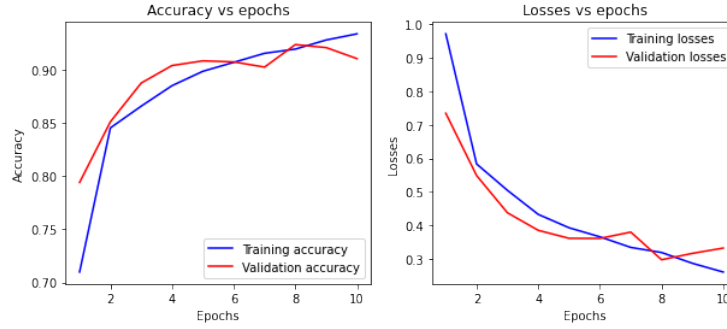 Accuracy vs epochs
0.90
0.85
0.80
0.75
0.70
Accuracy
Training accuracy
Validation accuracy
2
4
6
8
10
Epochs
Losses vs epochs
1.0
0.9
0.8
0.7
0.6
0.5
0.4
0.3
Losses
Training losses
Validation losses
2
4
6
8
10
Epochs